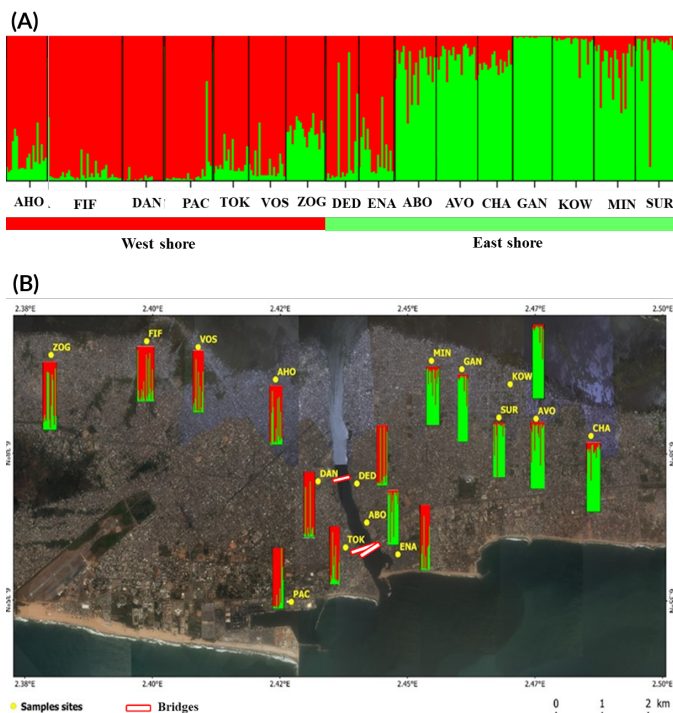 (A)
AHO FIF DAN PAC TOK VOS ZOG DED ENA ABO AVO CHA GAN KOW MIN SUR
West shore East shore
(B)
2.38°E 2.40°E 2.42°E 2.45°E 2.47°E 2.50°E
ZOG
FIF
VOS
AHO
MIN
GAN
KOW
SUR
AVO
CHA
DAN
DED
ABO
TOK
ENA
PAC
2.38°E 2.40°E 2.42°E 2.45°E 2.47°E 2.50°E
Samples sites Bridges 0 1 2 km